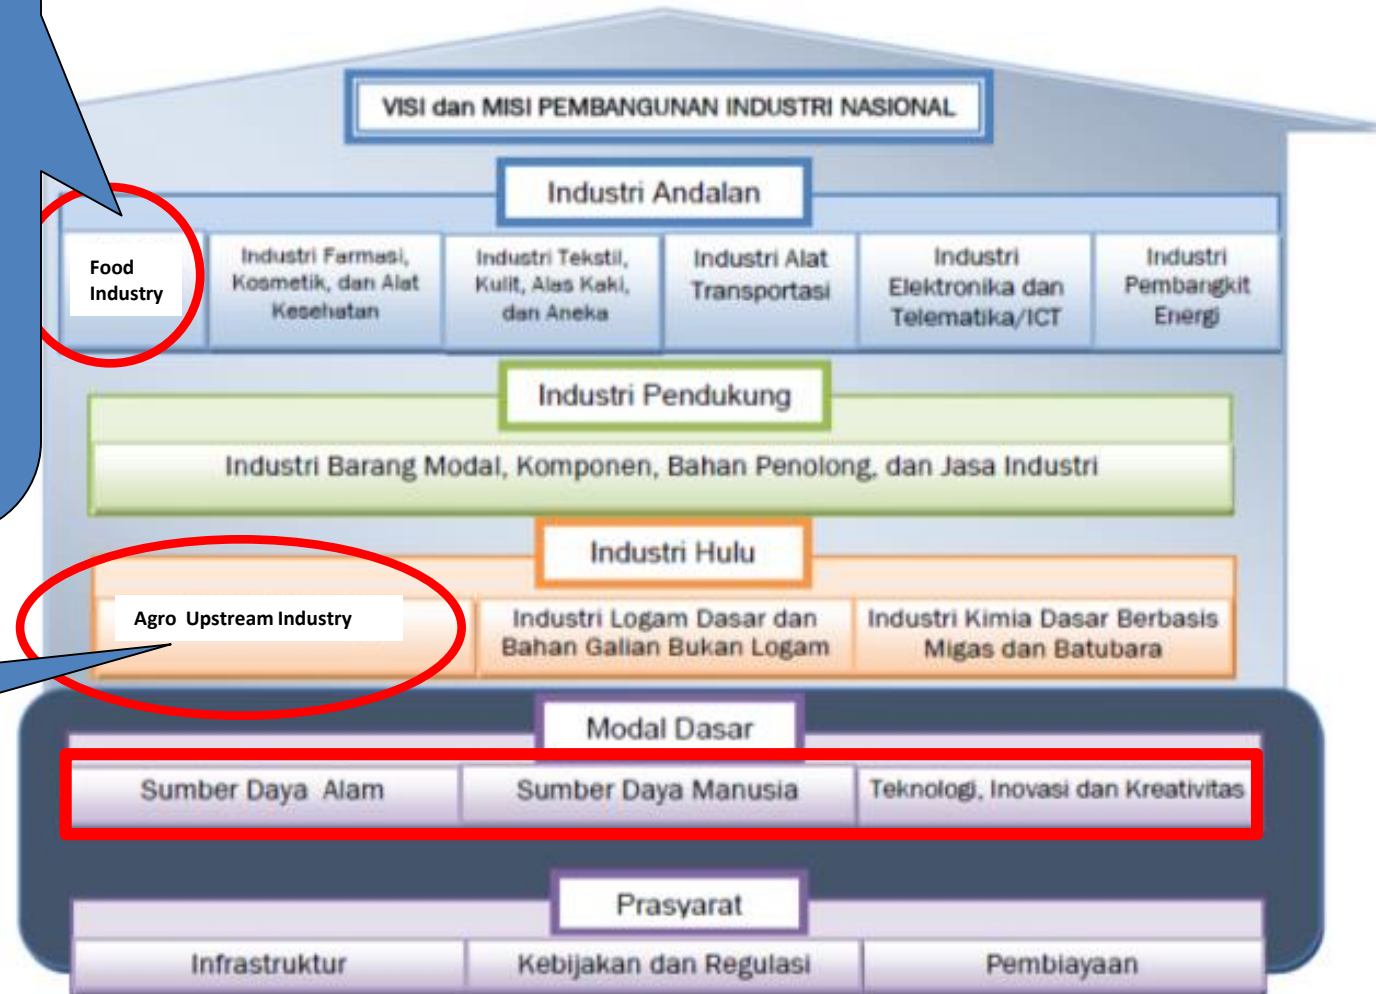 VISI dan MISI PEMBANGUNAN INDUSTRI NASIONAL
Industri Andalan
Food
Industry
Industri Farmasi,
Kosmetik, dan Alat
Kesehatan
Industri Tekstil,
Kulit, Alas Kaki,
dan Aneka
Industri Alat
Transportasi
Industri
Elektronika dan
Telematika/ICT
Industri
Pembangkit
Energi
Industri Pendukung
Industri Barang Modal, Komponen, Bahan Penolong, dan Jasa Industri
Industri Hulu
Agro Upstream Industry
Industri Logam Dasar dan
Bahan Galian Bukan Logam
Industri Kimia Dasar Berbasis
Migas dan Batubara
Modal Dasar
Sumber Daya Alam
Sumber Daya Manusia
Teknologi, Inovasi dan Kreativitas
Prasyarat
Infrastruktur
Kebijakan dan Regulasi
Pembiayaan